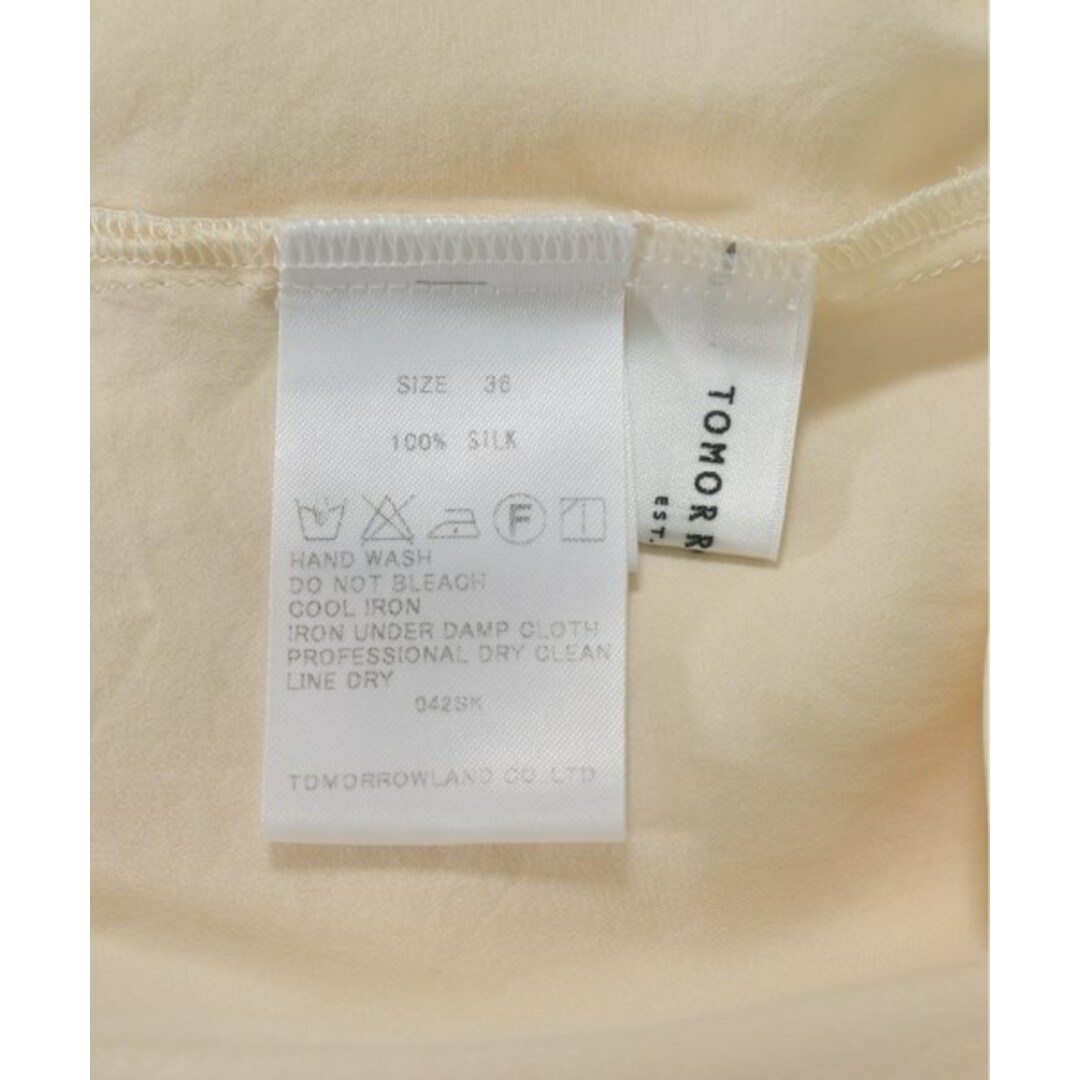 SIZE 36
100% SILK
F
HAND WASH
DO NOT BLEACH
COOL IRON
IRON UNDER DAMP CLOTH
PROFESSIONAL DRY CLEAN
LINE DRY
042SK
TOMORROWLAND CO.,LTD
TOMORR
EST.